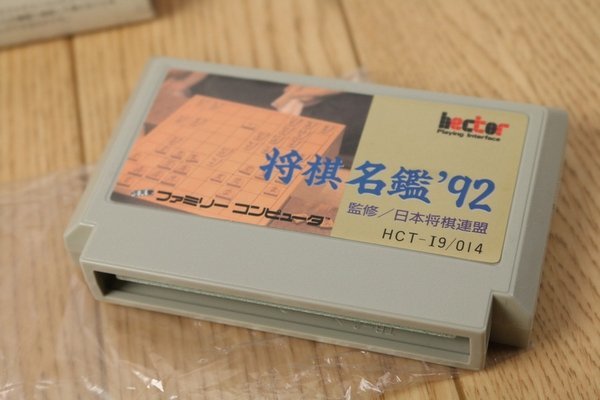 hector
Playing Interface
将棋名鑑'92
監修／日本将棋連盟
ファミリーコンピュータ
HCT-I9/014